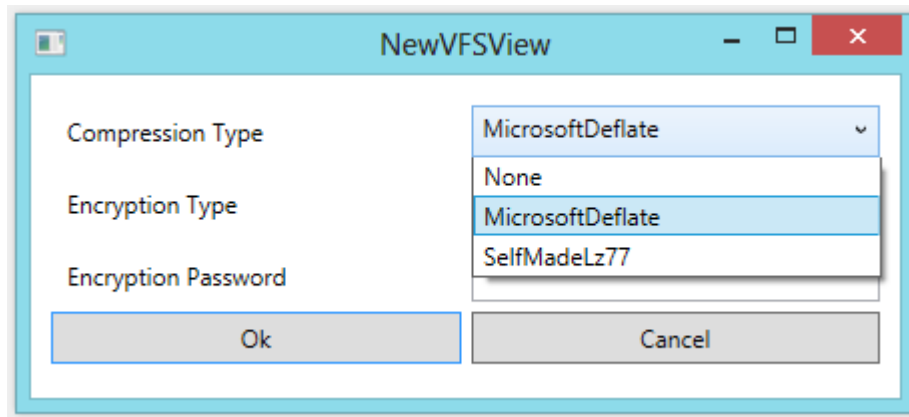 NewVFSView
Compression Type
MicrosoftDeflate
None
Encryption Type
MicrosoftDeflate
SelfMadeLz77
Encryption Password
Ok
Cancel